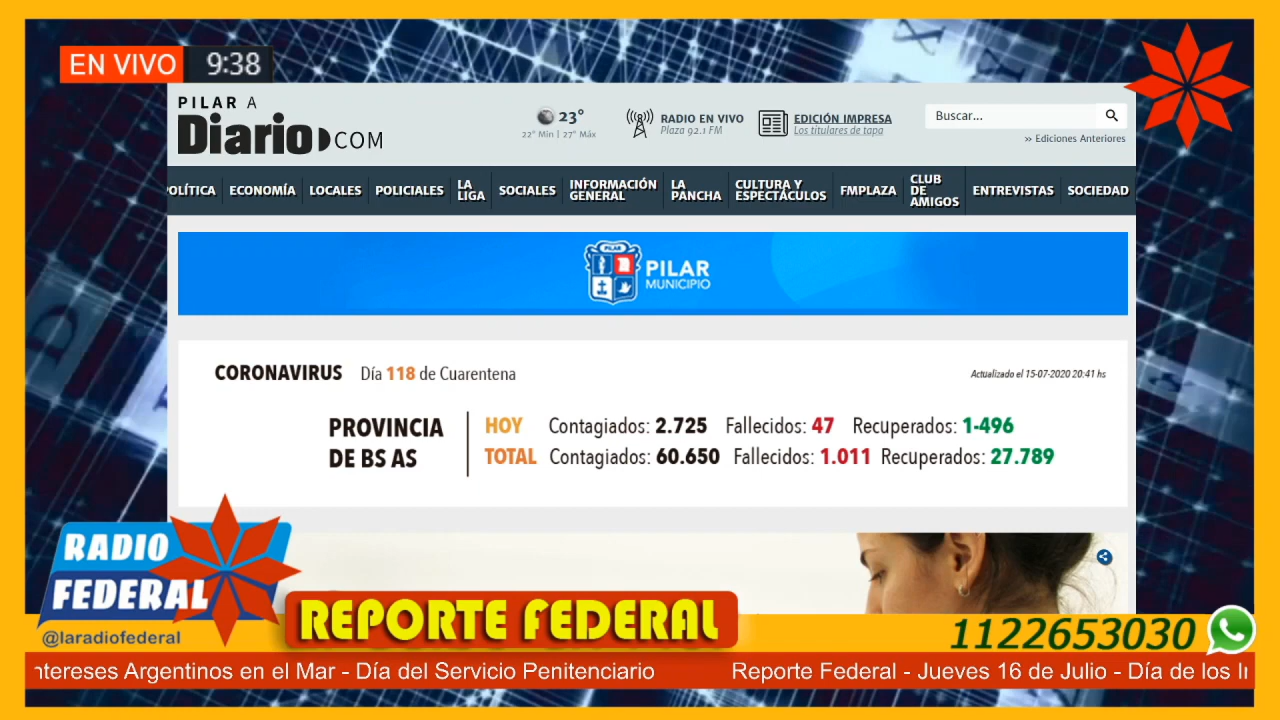 EN VIVO 9:38
PILAR A
Diario COM
23°
22° Min | 27° Máx
RADIO EN VIVO
Plaza 92.1 FM
EDICIÓN IMPRESA
Los titulares de tapa
Buscar...
» Ediciones Anteriores
POLÍTICA ECONOMÍA LOCALES POLICIALES LA LIGA SOCIALES INFORMACIÓN GENERAL LA PANCHA CULTURA Y ESPECTÁCULOS FMPLAZA CLUB DE AMIGOS ENTREVISTAS SOCIEDAD
PILAR
PILAR
MUNICIPIO
CORONAVIRUS Día 118 de Cuarentena
Actualizado el 15-07-2020 20:41 hs
PROVINCIA
DE BS AS
HOY Contagiados: 2.725 Fallecidos: 47 Recuperados: 1-496
TOTAL Contagiados: 60.650 Fallecidos: 1.011 Recuperados: 27.789
RADIO
FEDERAL
@laradiofederal
REPORTE FEDERAL
1122653030
ntereses Argentinos en el Mar - Día del Servicio Penitenciario Reporte Federal - Jueves 16 de Julio - Día de los I